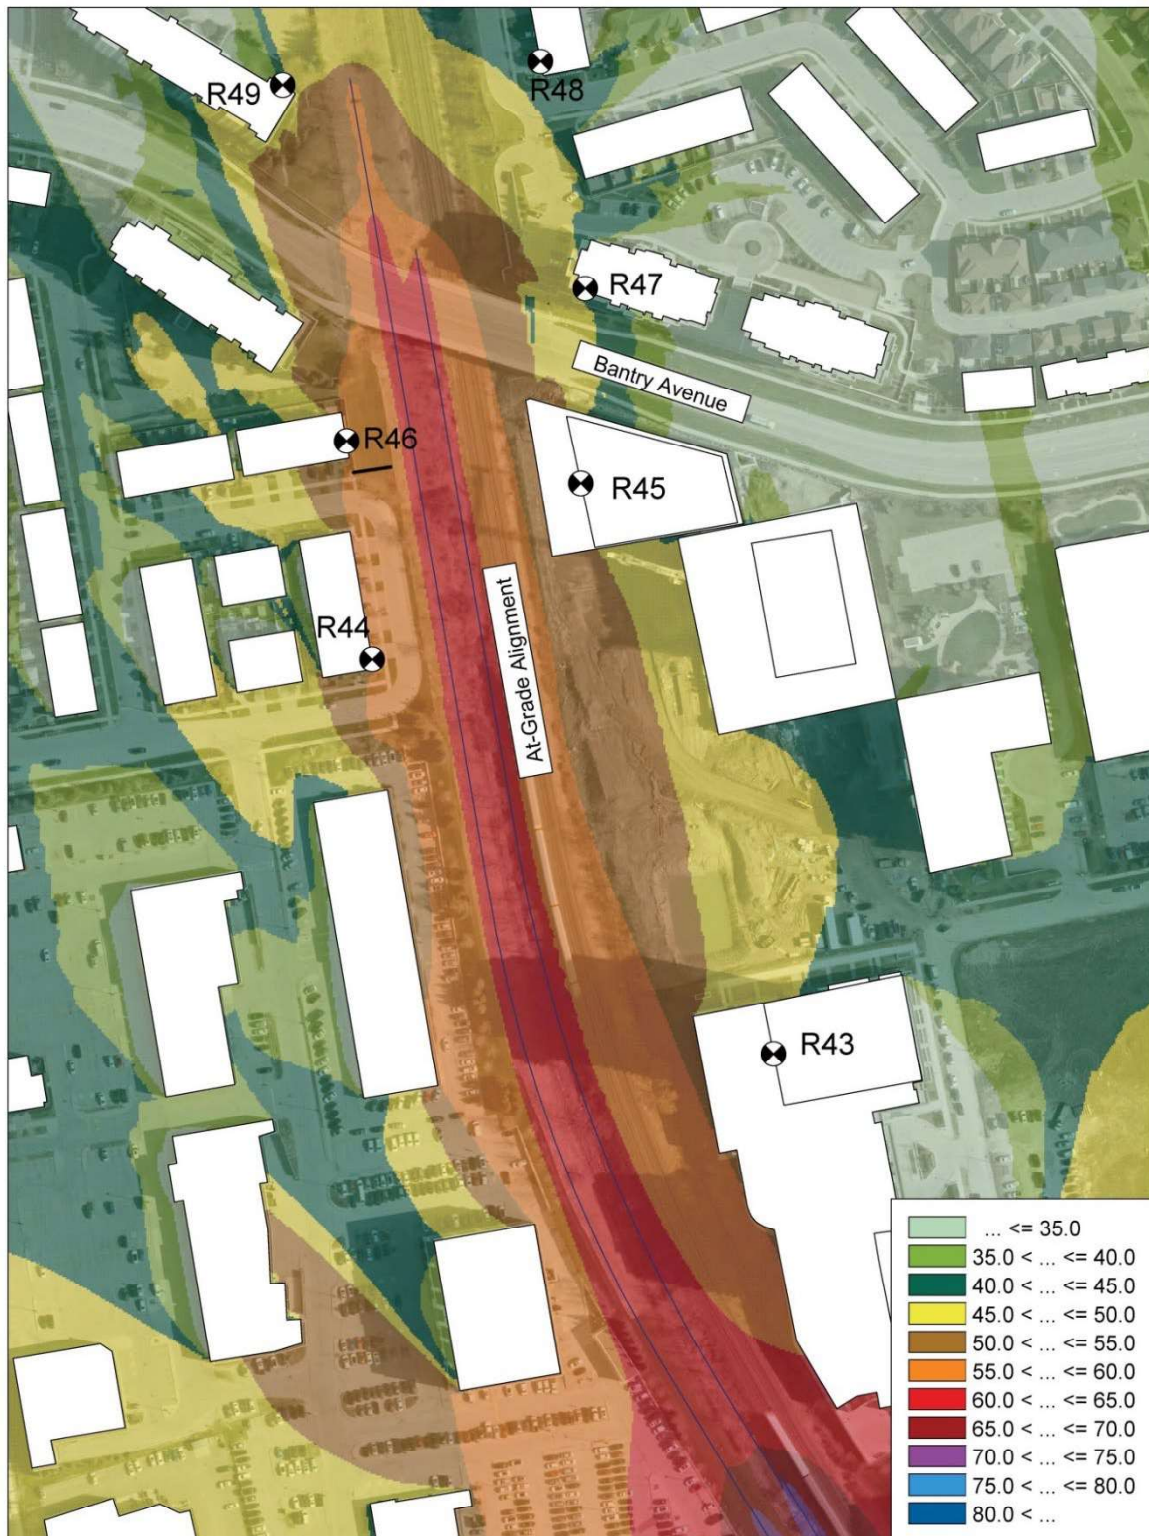 R49
R48
R47
Bantry Avenue
R46
R45
At-Grade Alignment
R44
R43
... <= 35.0
35.0 < ... <= 40.0
40.0 < ... <= 45.0
45.0 < ... <= 50.0
50.0 < ... <= 55.0
55.0 < ... <= 60.0
60.0 < ... <= 65.0
65.0 < ... <= 70.0
70.0 < ... <= 75.0
75.0 < ... <= 80.0
80.0 < ...